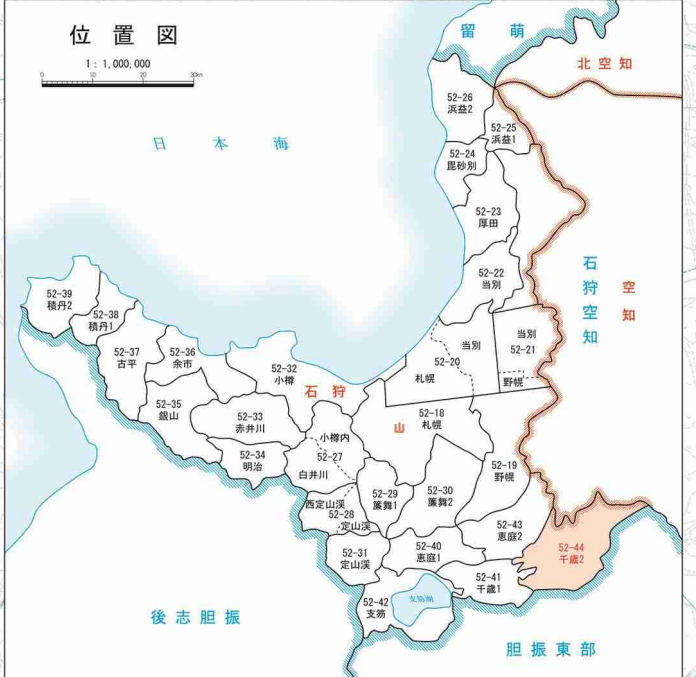 位置図
1:1,000,000
0 10 20 30km
留萌
北空知
日本海
52-26
浜益2
52-25
浜益1
52-24
毘砂別
52-23
厚田
52-22
当別
石狩空知
空知
52-39
積丹2
52-38
積丹1
52-37
古平
52-36
余市
52-32
小樽
当別
52-20
札幌
当別
52-21
野幌
石狩
52-35
銀山
52-33
赤井川
52-18
札幌
山
小樽内
52-27
白井川
52-34
明治
52-19
野幌
52-29
簾舞1
52-30
簾舞2
西定山渓
52-28
定山渓
52-43
恵庭2
52-44
千歳2
52-31
定山渓
52-40
恵庭1
52-41
千歳1
52-42
支笏
支笏湖
後志胆振
胆振東部